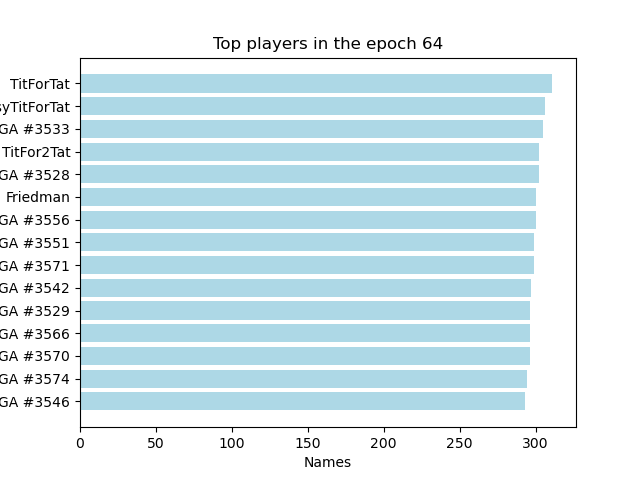 Top players in the epoch 64
TitForTat
syTitForTat
GA #3533
TitFor2Tat
GA #3528
Friedman
GA #3556
GA #3551
GA #3571
GA #3542
GA #3529
GA #3566
GA #3570
GA #3574
GA #3546
0 50 100 150 200 250 300
Names